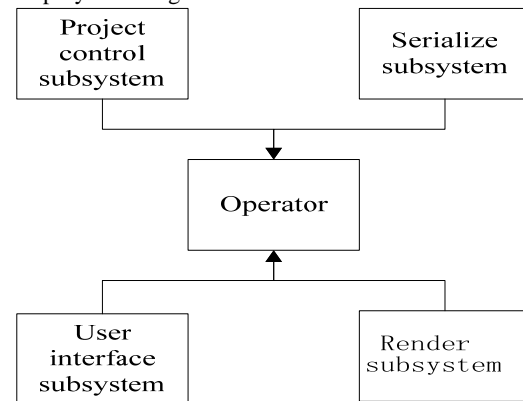 Project
control
subsystem
Serialize
subsystem
Operator
User
interface
subsystem
Render
subsystem